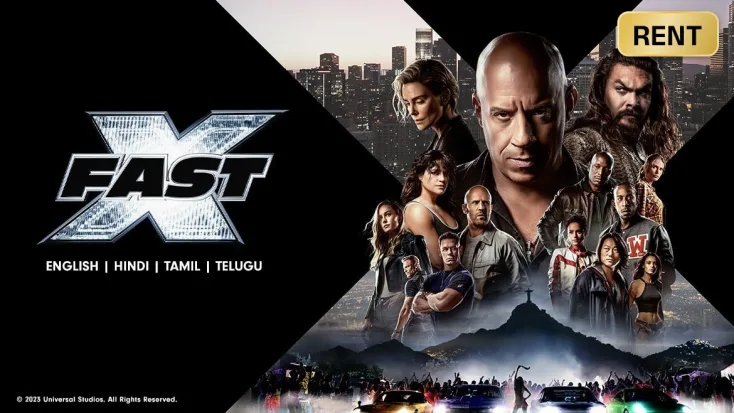 RENT
FAST X
ENGLISH | HINDI | TAMIL | TELUGU
© 2023 Universal Studios. All Rights Reserved.